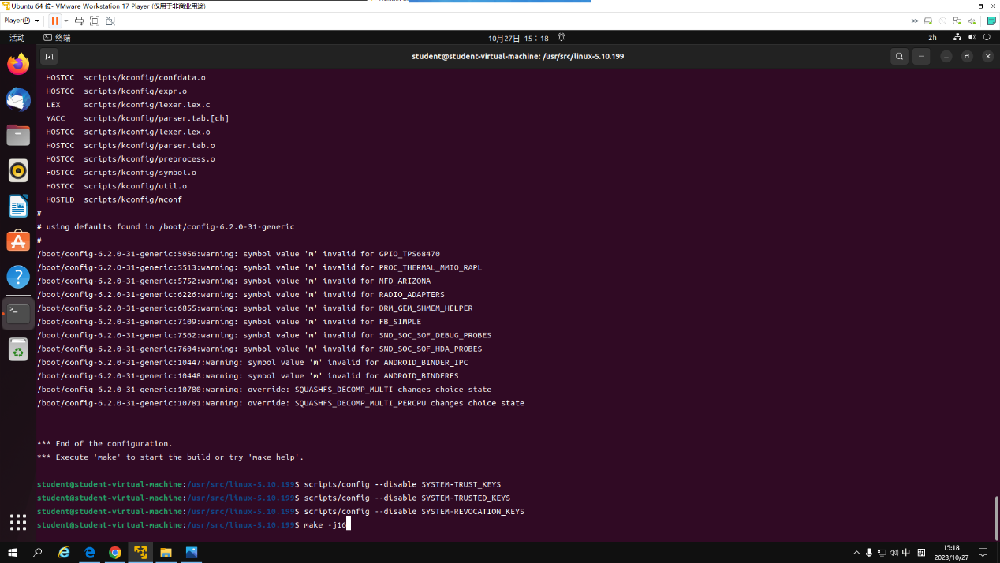 Ubuntu 64 位- VMware Workstation 17 Player (仅用于非商业用途)
Player(P)
活动
终端
10月27日 15：18
zh
student@student-virtual-machine: /usr/src/linux-5.10.199
HOSTCC scripts/kconfig/confdata.o
HOSTCC scripts/kconfig/expr.o
LEX scripts/kconfig/lexer.lex.c
YACC scripts/kconfig/parser.tab.[ch]
HOSTCC scripts/kconfig/lexer.lex.o
HOSTCC scripts/kconfig/parser.tab.o
HOSTCC scripts/kconfig/preprocess.o
HOSTCC scripts/kconfig/symbol.o
HOSTCC scripts/kconfig/util.o
HOSTLD scripts/kconfig/mconf
#
# using defaults found in /boot/config-6.2.0-31-generic
#
/boot/config-6.2.0-31-generic:5056:warning: symbol value 'm' invalid for GPIO_TPS68470
/boot/config-6.2.0-31-generic:5513:warning: symbol value 'm' invalid for PROC_THERMAL_MMIO_RAPL
/boot/config-6.2.0-31-generic:5752:warning: symbol value 'm' invalid for MFD_ARIZONA
/boot/config-6.2.0-31-generic:6226:warning: symbol value 'm' invalid for RADIO_ADAPTERS
/boot/config-6.2.0-31-generic:6855:warning: symbol value 'm' invalid for DRM_GEM_SHMEM_HELPER
/boot/config-6.2.0-31-generic:7109:warning: symbol value 'm' invalid for FB_SIMPLE
/boot/config-6.2.0-31-generic:7562:warning: symbol value 'm' invalid for SND_SOC_SOF_DEBUG_PROBES
/boot/config-6.2.0-31-generic:7604:warning: symbol value 'm' invalid for SND_SOC_SOF_HDA_PROBES
/boot/config-6.2.0-31-generic:10447:warning: symbol value 'm' invalid for ANDROID_BINDER_IPC
/boot/config-6.2.0-31-generic:10448:warning: symbol value 'm' invalid for ANDROID_BINDERFS
/boot/config-6.2.0-31-generic:10780:warning: override: SQUASHFS_DECOMP_MULTI changes choice state
/boot/config-6.2.0-31-generic:10781:warning: override: SQUASHFS_DECOMP_MULTI_PERCPU changes choice state
*** End of the configuration.
*** Execute 'make' to start the build or try 'make help'.
student@student-virtual-machine:/usr/src/linux-5.10.199$ scripts/config --disable SYSTEM-TRUST_KEYS
student@student-virtual-machine:/usr/src/linux-5.10.199$ scripts/config --disable SYSTEM-TRUSTED_KEYS
student@student-virtual-machine:/usr/src/linux-5.10.199$ scripts/config --disable SYSTEM-REVOCATION_KEYS
student@student-virtual-machine:/usr/src/linux-5.10.199$ make -j16
中
拼
15:18
2023/10/27